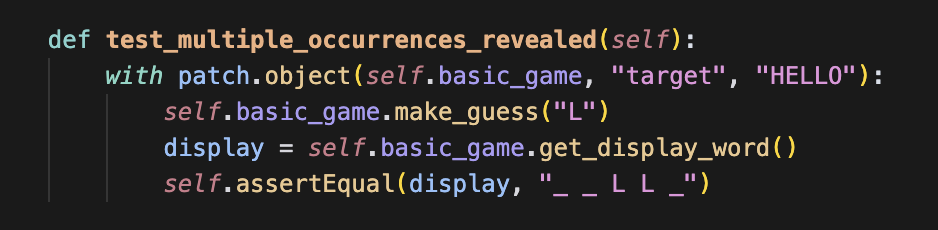 def test_multiple_occurrences_revealed(self):
    with patch.object(self.basic_game, "target", "HELLO"):
        self.basic_game.make_guess("L")
        display = self.basic_game.get_display_word()
        self.assertEqual(display, "_ _ L L _")